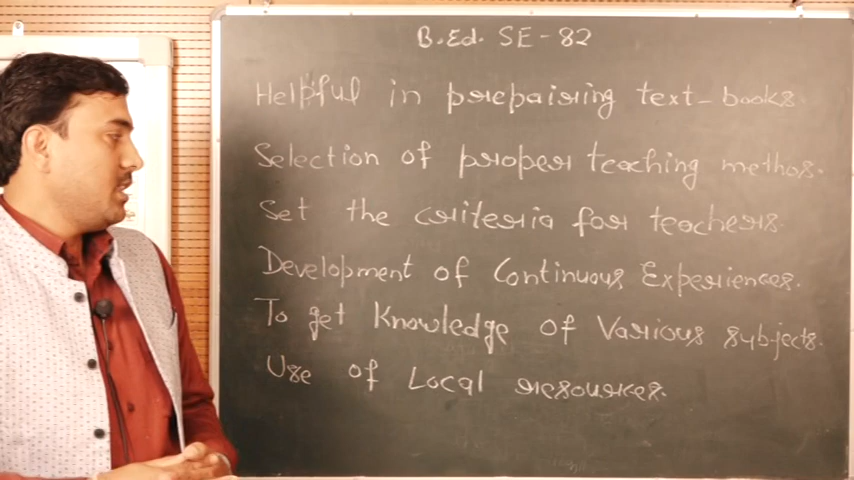 B.Ed. SE-82
Helpful in prepairing text-books.
Selection of proper teaching methos.
Set the criteria for teachers.
Development of Continuous Experiences.
To get knowledge of Various subjects.
Use of Local resources.